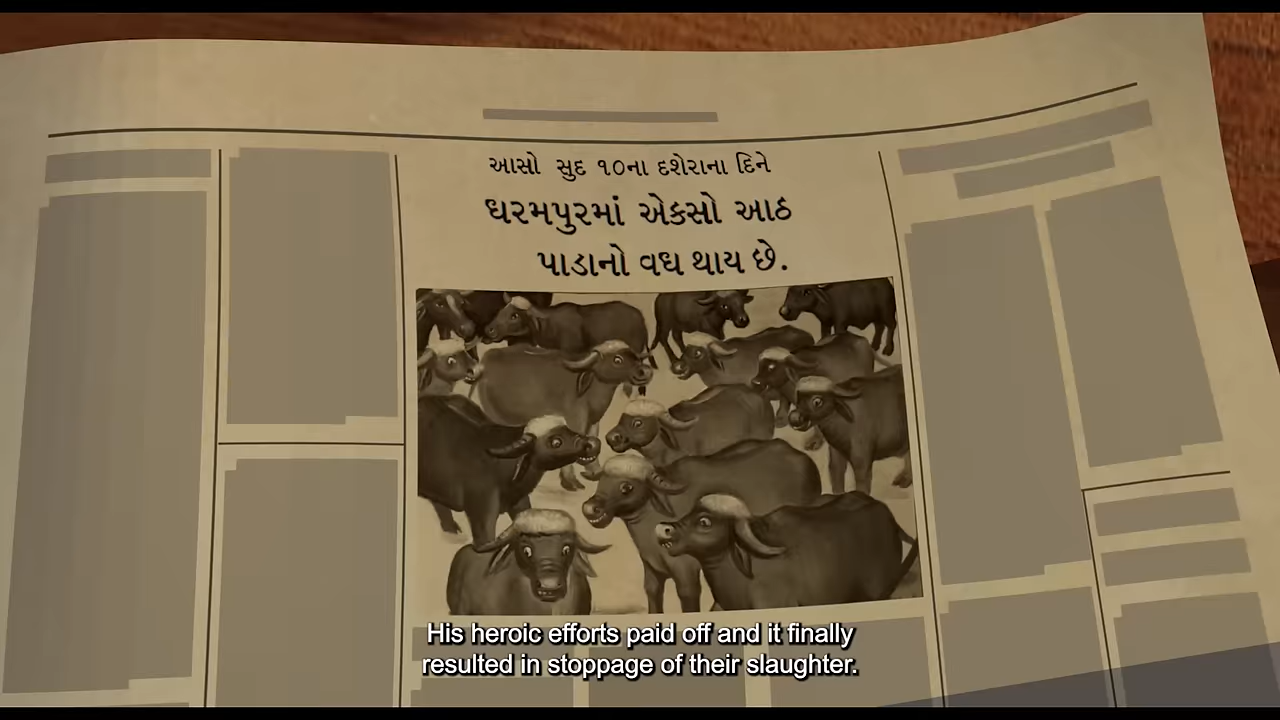 આસો સુદ ૧૦ના દશેરાના દિને
ધરમપુરમાં એકસો આઠ
પાડાનો વધ થાય છે.
His heroic efforts paid off and it finally
resulted in stoppage of their slaughter.